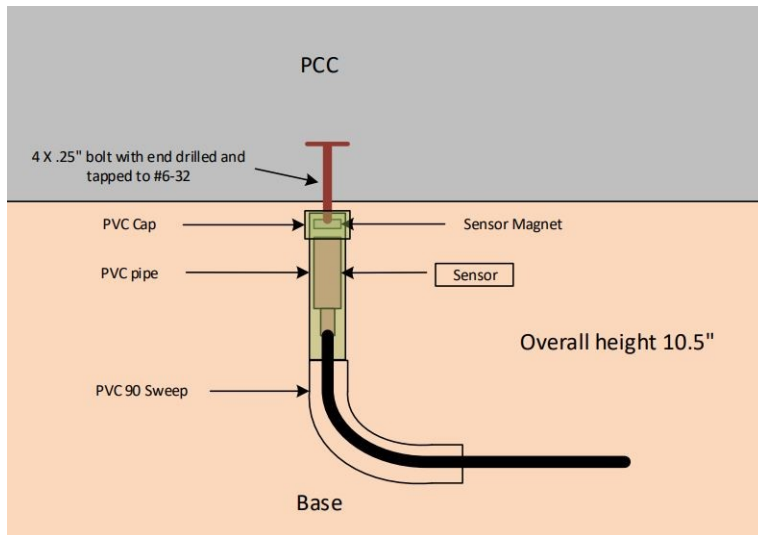 PCC
4 X .25" bolt with end drilled and
tapped to #6-32
PVC Cap
Sensor Magnet
PVC pipe
Sensor
Overall height 10.5"
PVC 90 Sweep
Base